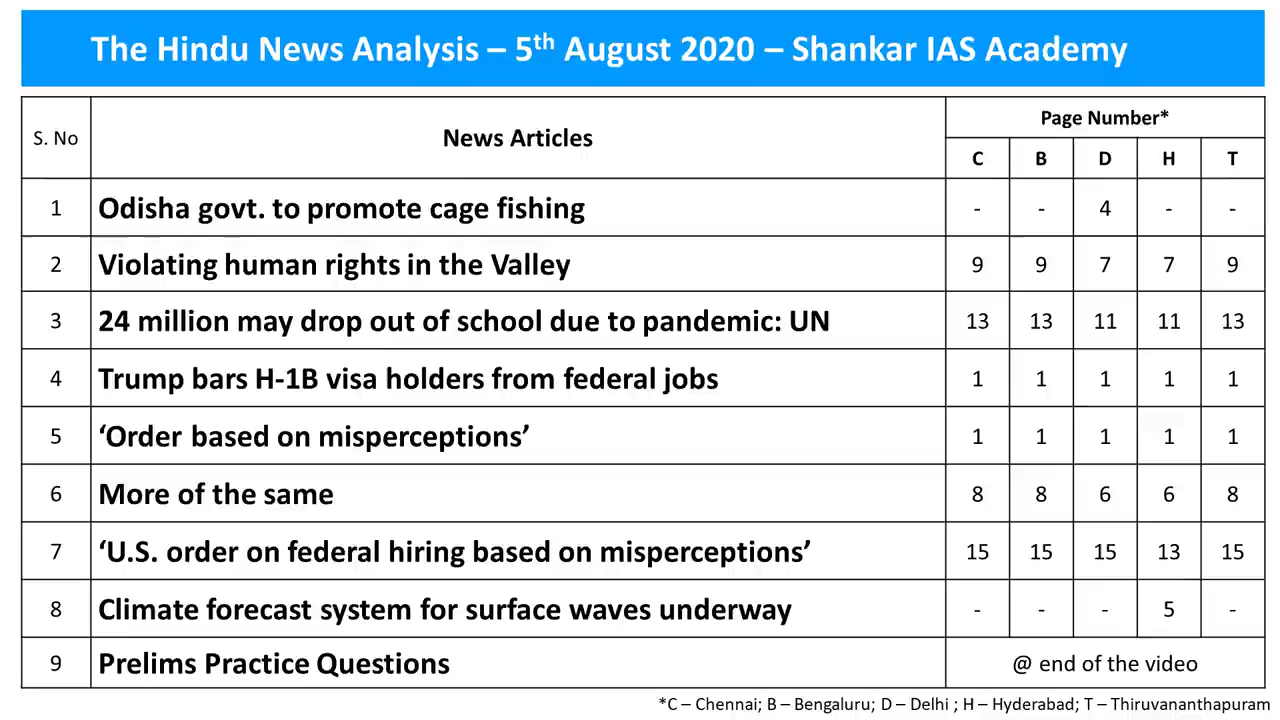 The Hindu News Analysis – 5th August 2020 – Shankar IAS Academy
S. No News Articles Page Number*
C B D H T
1 Odisha govt. to promote cage fishing - - 4 - -
2 Violating human rights in the Valley 9 9 7 7 9
3 24 million may drop out of school due to pandemic: UN 13 13 11 11 13
4 Trump bars H-1B visa holders from federal jobs 1 1 1 1 1
5 ‘Order based on misperceptions’ 1 1 1 1 1
6 More of the same 8 8 6 6 8
7 ‘U.S. order on federal hiring based on misperceptions’ 15 15 15 13 15
8 Climate forecast system for surface waves underway - - - 5 -
9 Prelims Practice Questions @ end of the video
*C – Chennai; B – Bengaluru; D – Delhi ; H – Hyderabad; T – Thiruvananthapuram